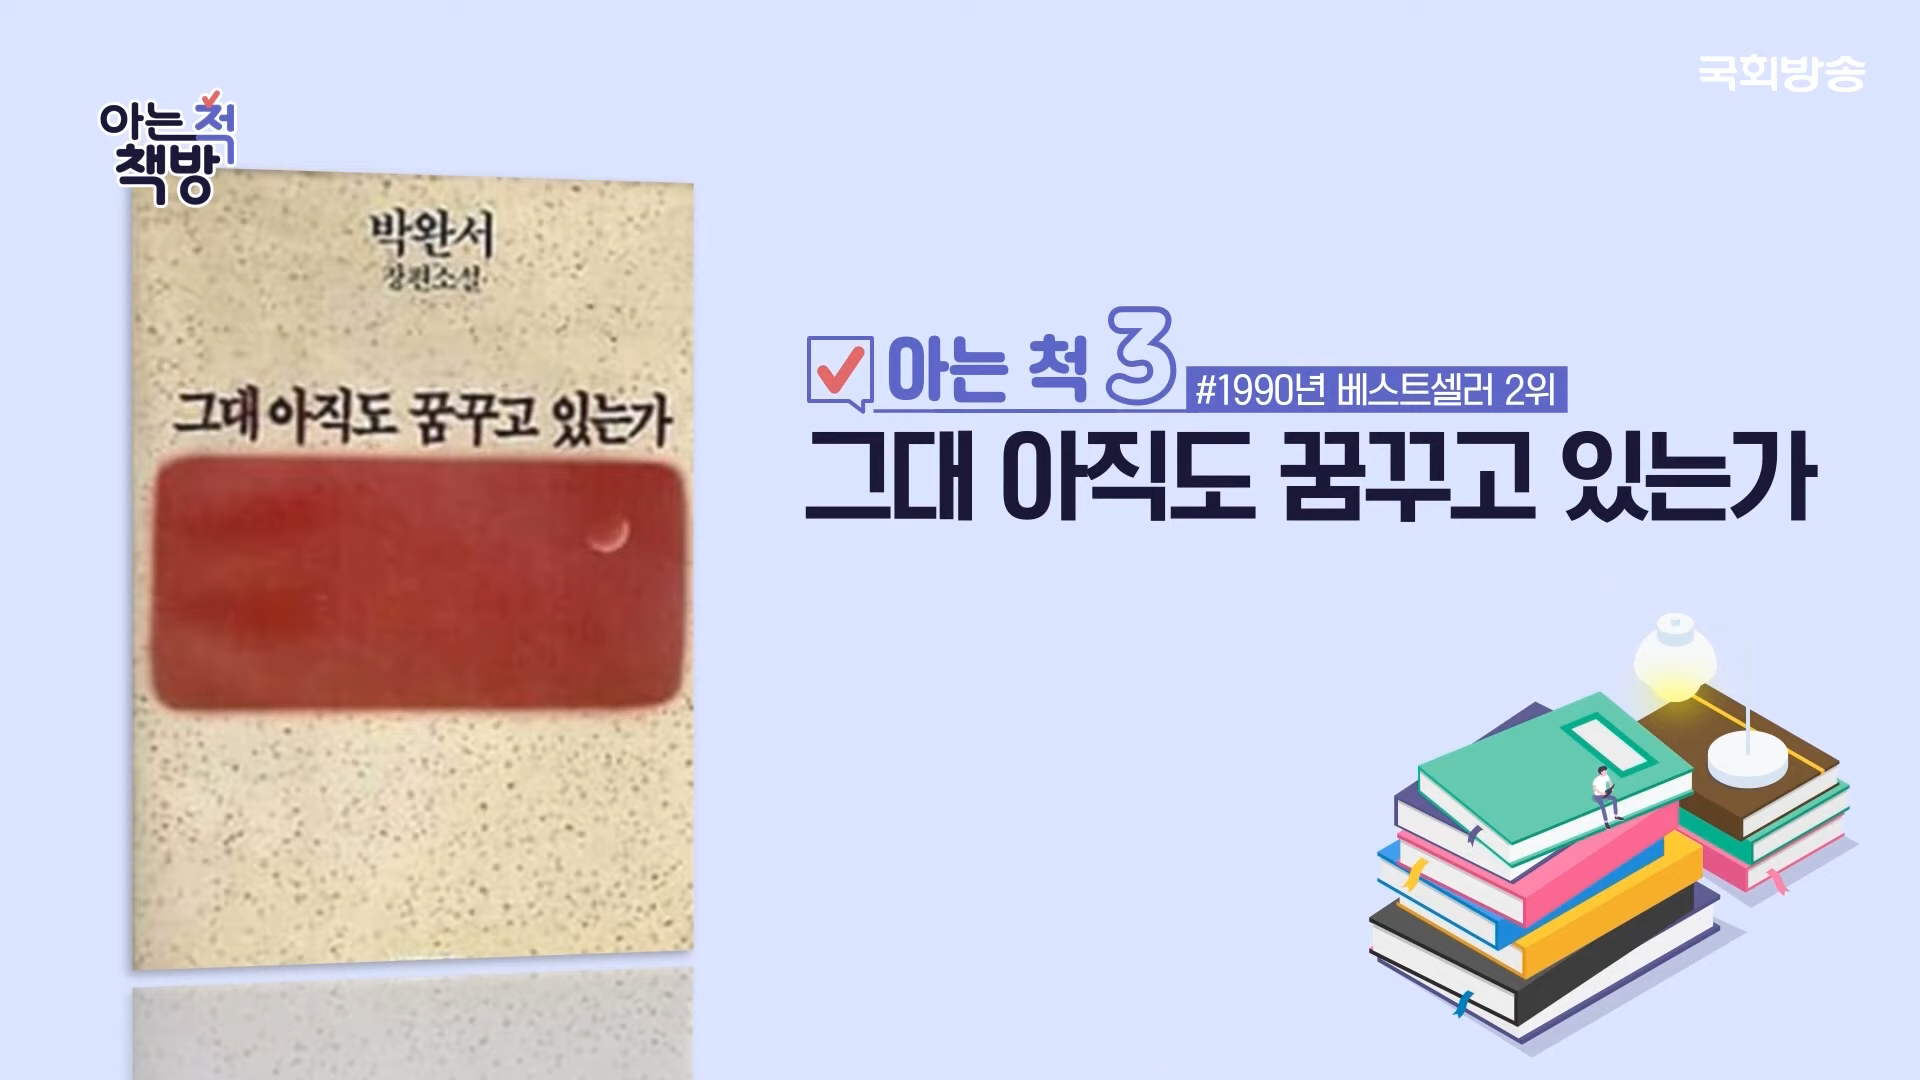 국회방송
아는 척
책방
박완서
장편소설
그대 아직도 꿈꾸고 있는가
아는 척 3
#1990년 베스트셀러 2위
그대 아직도 꿈꾸고 있는가